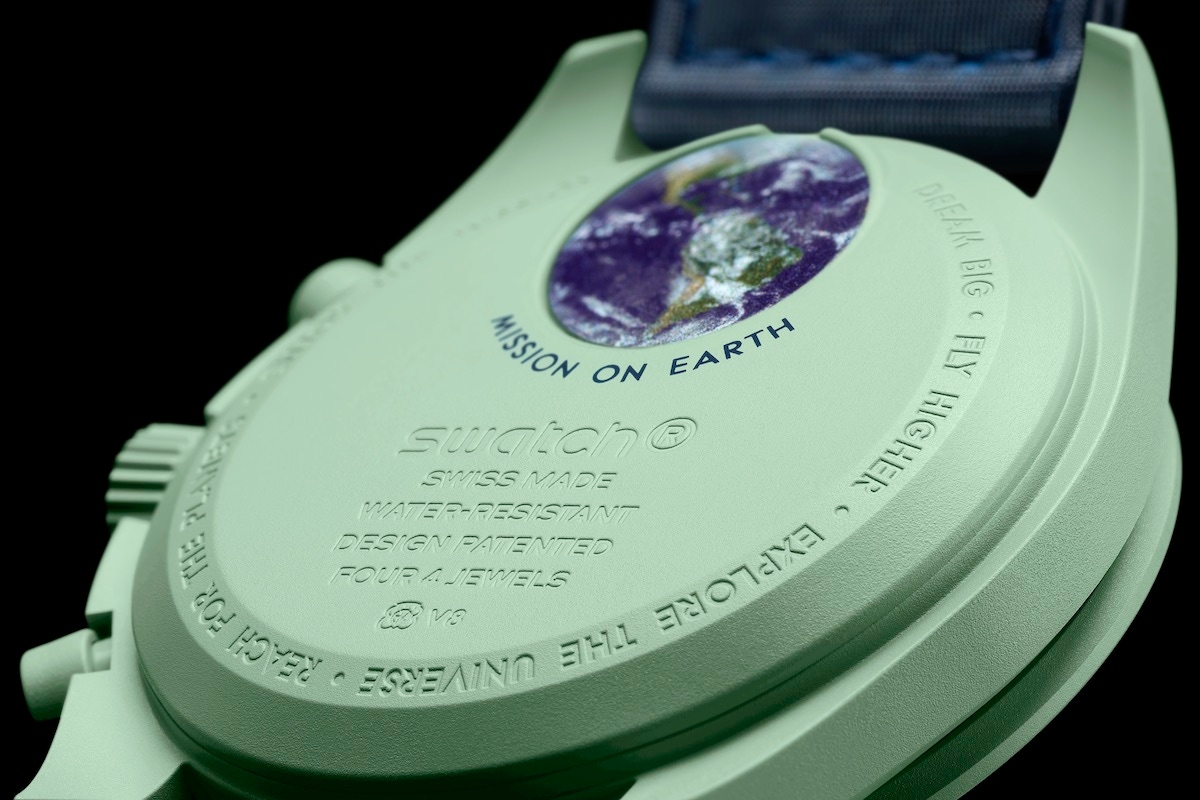 MISSION ON EARTH
swatch®
SWISS MADE
WATER-RESISTANT
DESIGN PATENTED
FOUR 4 JEWELS
V8
DREAM BIG • FLY HIGHER • EXPLORE THE UNIVERSE • REACH FOR THE PLANETS •